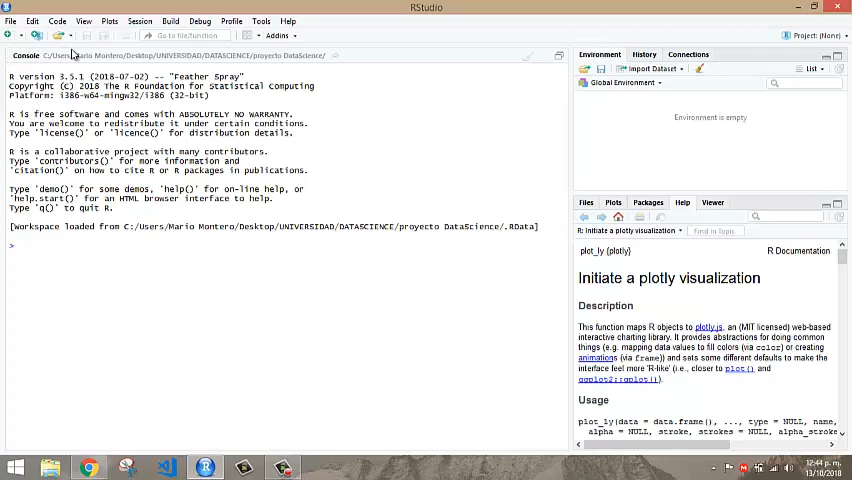 RStudio
File Edit Code View Plots Session Build Debug Profile Tools Help
Go to file/function Addins Project: (None)
Console C:/Users/Mario Montero/Desktop/UNIVERSIDAD/DATASCIENCE/proyecto DataScience/
R version 3.5.1 (2018-07-02) -- "Feather Spray"
Copyright (C) 2018 The R Foundation for Statistical Computing
Platform: i386-w64-mingw32/i386 (32-bit)
R is free software and comes with ABSOLUTELY NO WARRANTY.
You are welcome to redistribute it under certain conditions.
Type 'license()' or 'licence()' for distribution details.
R is a collaborative project with many contributors.
Type 'contributors()' for more information and
'citation()' on how to cite R or R packages in publications.
Type 'demo()' for some demos, 'help()' for on-line help, or
'help.start()' for an HTML browser interface to help.
Type 'q()' to quit R.
[Workspace loaded from C:/Users/Mario Montero/Desktop/UNIVERSIDAD/DATASCIENCE/proyecto DataScience/.RData]
>
Environment History Connections
Import Dataset List
Global Environment
Environment is empty
Files Plots Packages Help Viewer
R: Initiate a plotly visualization Find in Topic
plot_ly {plotly} R Documentation
Initiate a plotly visualization
Description
This function maps R objects to plotly.js, an (MIT licensed) web-based
interactive charting library. It provides abstractions for doing common
things (e.g. mapping data values to fill colors (via color) or creating
animations (via frame)) and sets some different defaults to make the
interface feel more 'R-like' (i.e., closer to plot() and
ggplot2::qplot()).
Usage
plot_ly(data = data.frame(), ..., type = NULL, name,
alpha = NULL, stroke, strokes = NULL, alpha_stroke
12:44 p. m.
13/10/2018